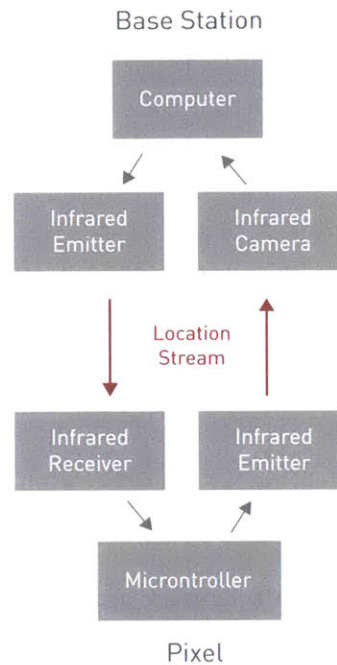 Base Station
Computer
Infrared
Emitter
Infrared
Camera
Location
Stream
Infrared
Receiver
Infrared
Emitter
Microntroller
Pixel